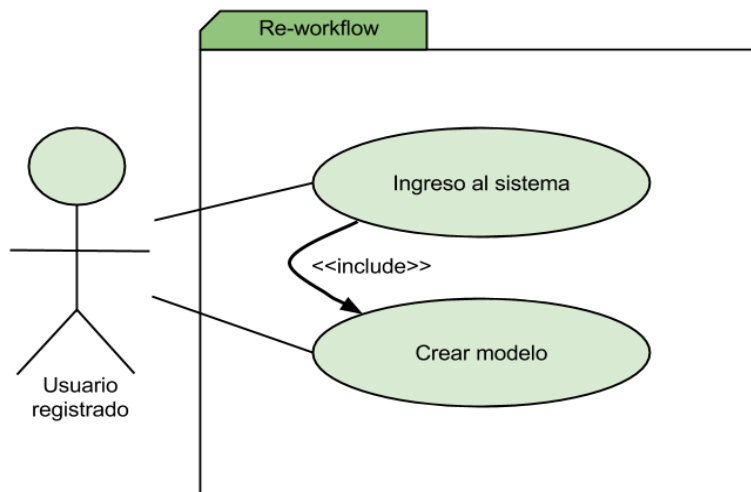 Re-workflow
Ingreso al sistema
<<include>>
Crear modelo
Usuario
registrado